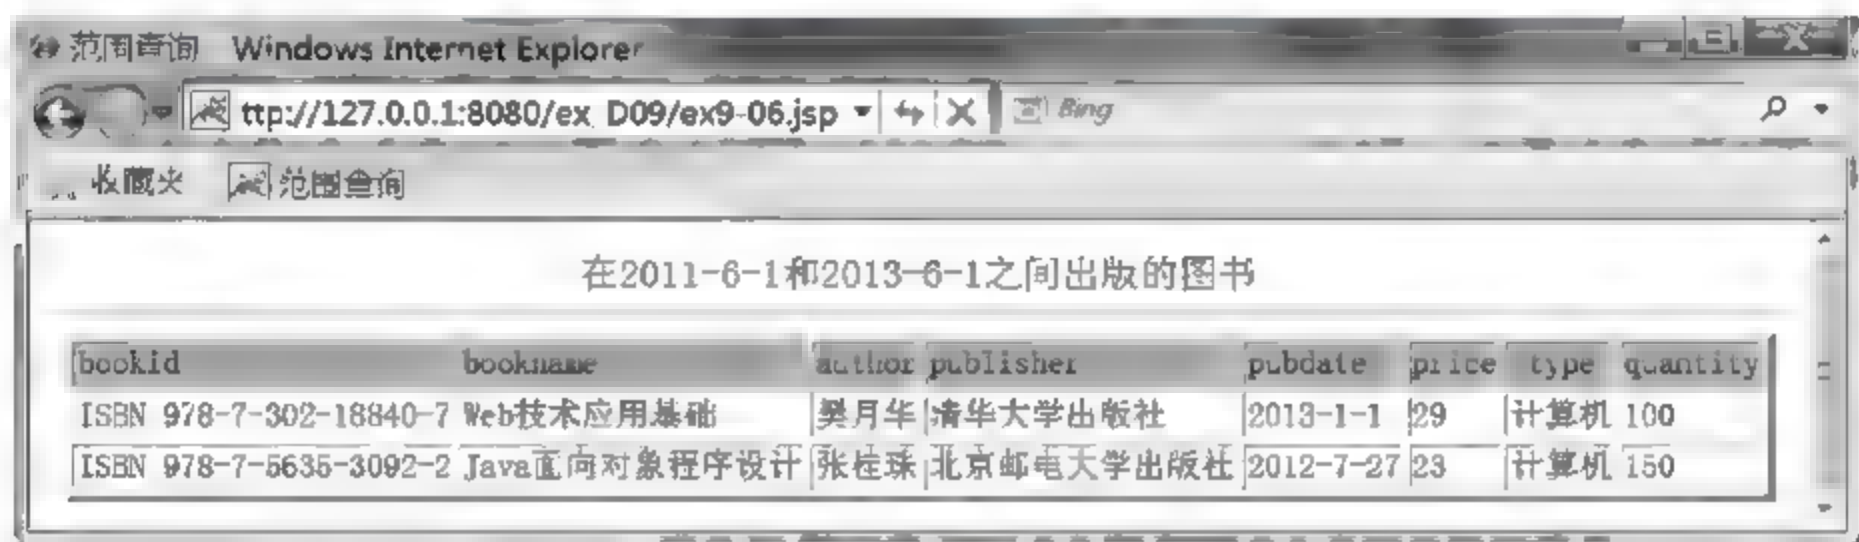 范围查询 Windows Internet Explorer
ttp://127.0.0.1:8080/ex_D09/ex9-06.jsp Bing
收藏夹 范围查询
在2011-6-1和2013-6-1之间出版的图书
bookid bookname author publisher pubdate price type quantity
ISBN 978-7-302-18840-7 Web技术应用基础 樊月华 清华大学出版社 2013-1-1 29 计算机 100
ISBN 978-7-5635-3092-2 Java面向对象程序设计 张桂珠 北京邮电大学出版社 2012-7-27 23 计算机 150